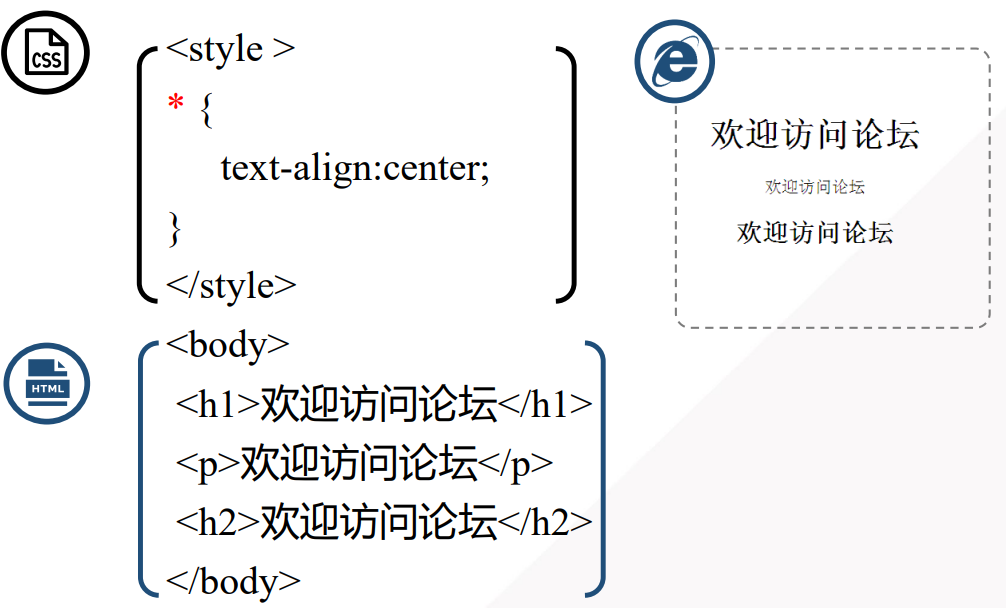 CSS
<style >
* {
text-align:center;
}
</style>
HTML
<body>
<h1>欢迎访问论坛</h1>
<p>欢迎访问论坛</p>
<h2>欢迎访问论坛</h2>
</body>
欢迎访问论坛
欢迎访问论坛
欢迎访问论坛